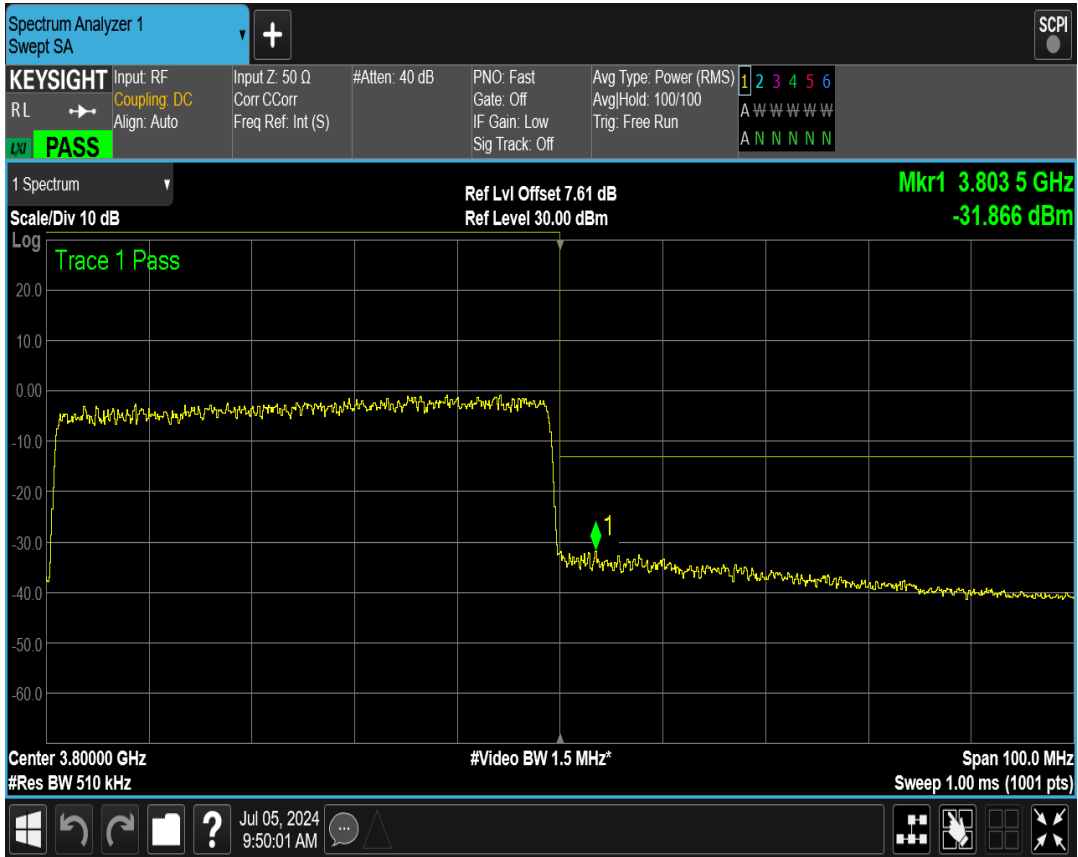 Spectrum Analyzer 1
Swept SA
+
SCPI
KEYSIGHT
R L
LXI
PASS
Input: RF
Coupling: DC
Align: Auto
Input Z: 50 Ω
Corr CCorr
Freq Ref: Int (S)
#Atten: 40 dB
PNO: Fast
Gate: Off
IF Gain: Low
Sig Track: Off
Avg Type: Power (RMS)
Avg|Hold: 100/100
Trig: Free Run
1 2 3 4 5 6
A W W W W W
A N N N N N
1 Spectrum
Scale/Div 10 dB
Ref Lvl Offset 7.61 dB
Ref Level 30.00 dBm
Mkr1 3.803 5 GHz
-31.866 dBm
Log
Trace 1 Pass
20.0
10.0
0.00
-10.0
-20.0
1
-30.0
-40.0
-50.0
-60.0
Center 3.80000 GHz
#Video BW 1.5 MHz*
Span 100.0 MHz
#Res BW 510 kHz
Sweep 1.00 ms (1001 pts)
?
Jul 05, 2024
9:50:01 AM